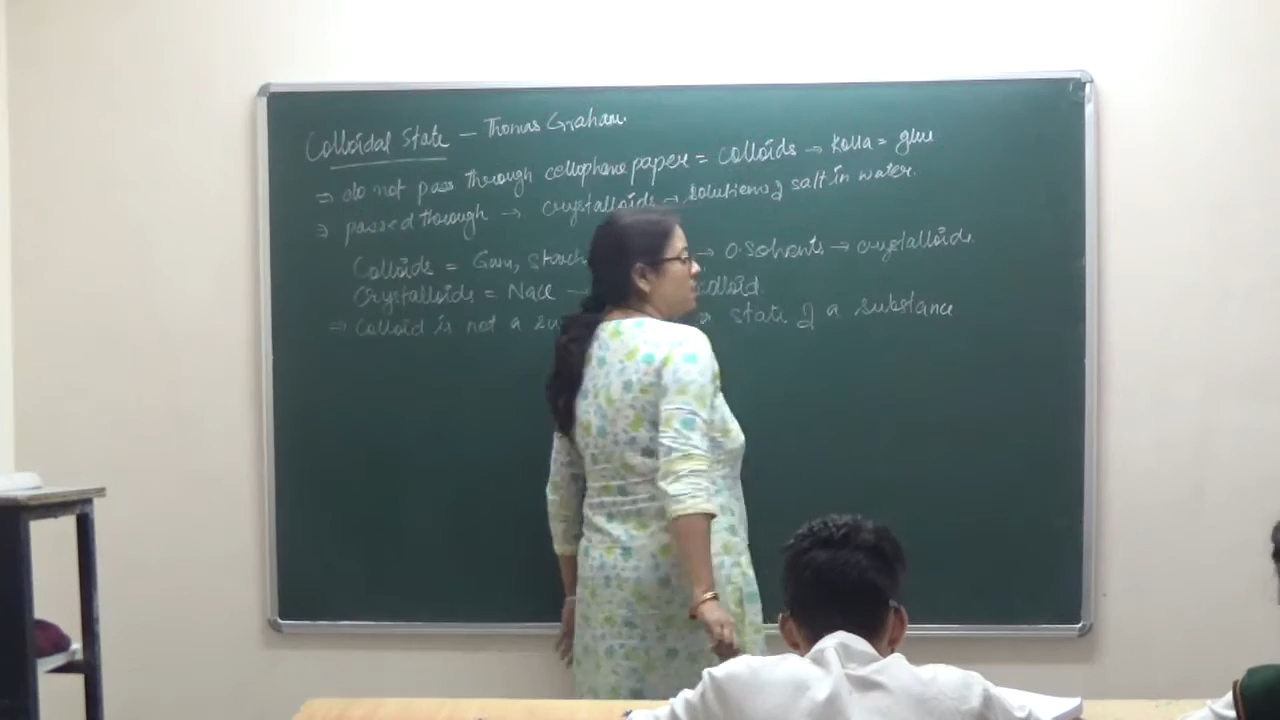 Colloidal State – Thomas Graham.
⇒ do not pass through cellophane paper = colloids → kolla = glue
⇒ passed through → crystalloids → solutions of salt in water.
Colloids = Gum, starch → O. Solvents → crystalloids.
Crystalloids = NaCl → colloid.
⇒ Colloid is not a a state of a substance